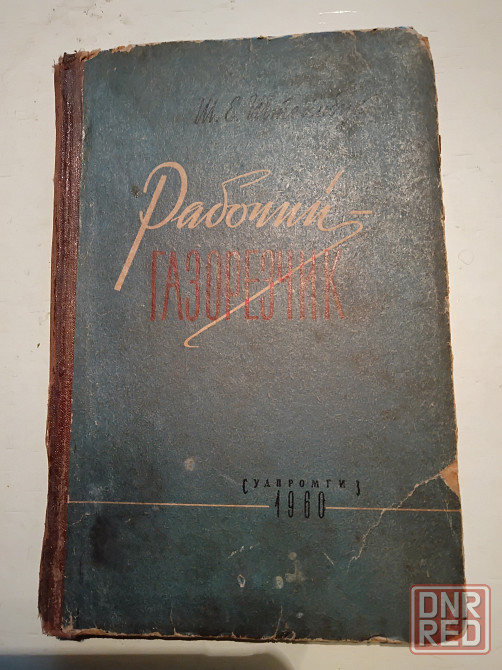 Ш. Е.
Рабочий-
ГАЗОРЕЗЧИК
СУДПРОМГИЗ
1960
DNR
RED